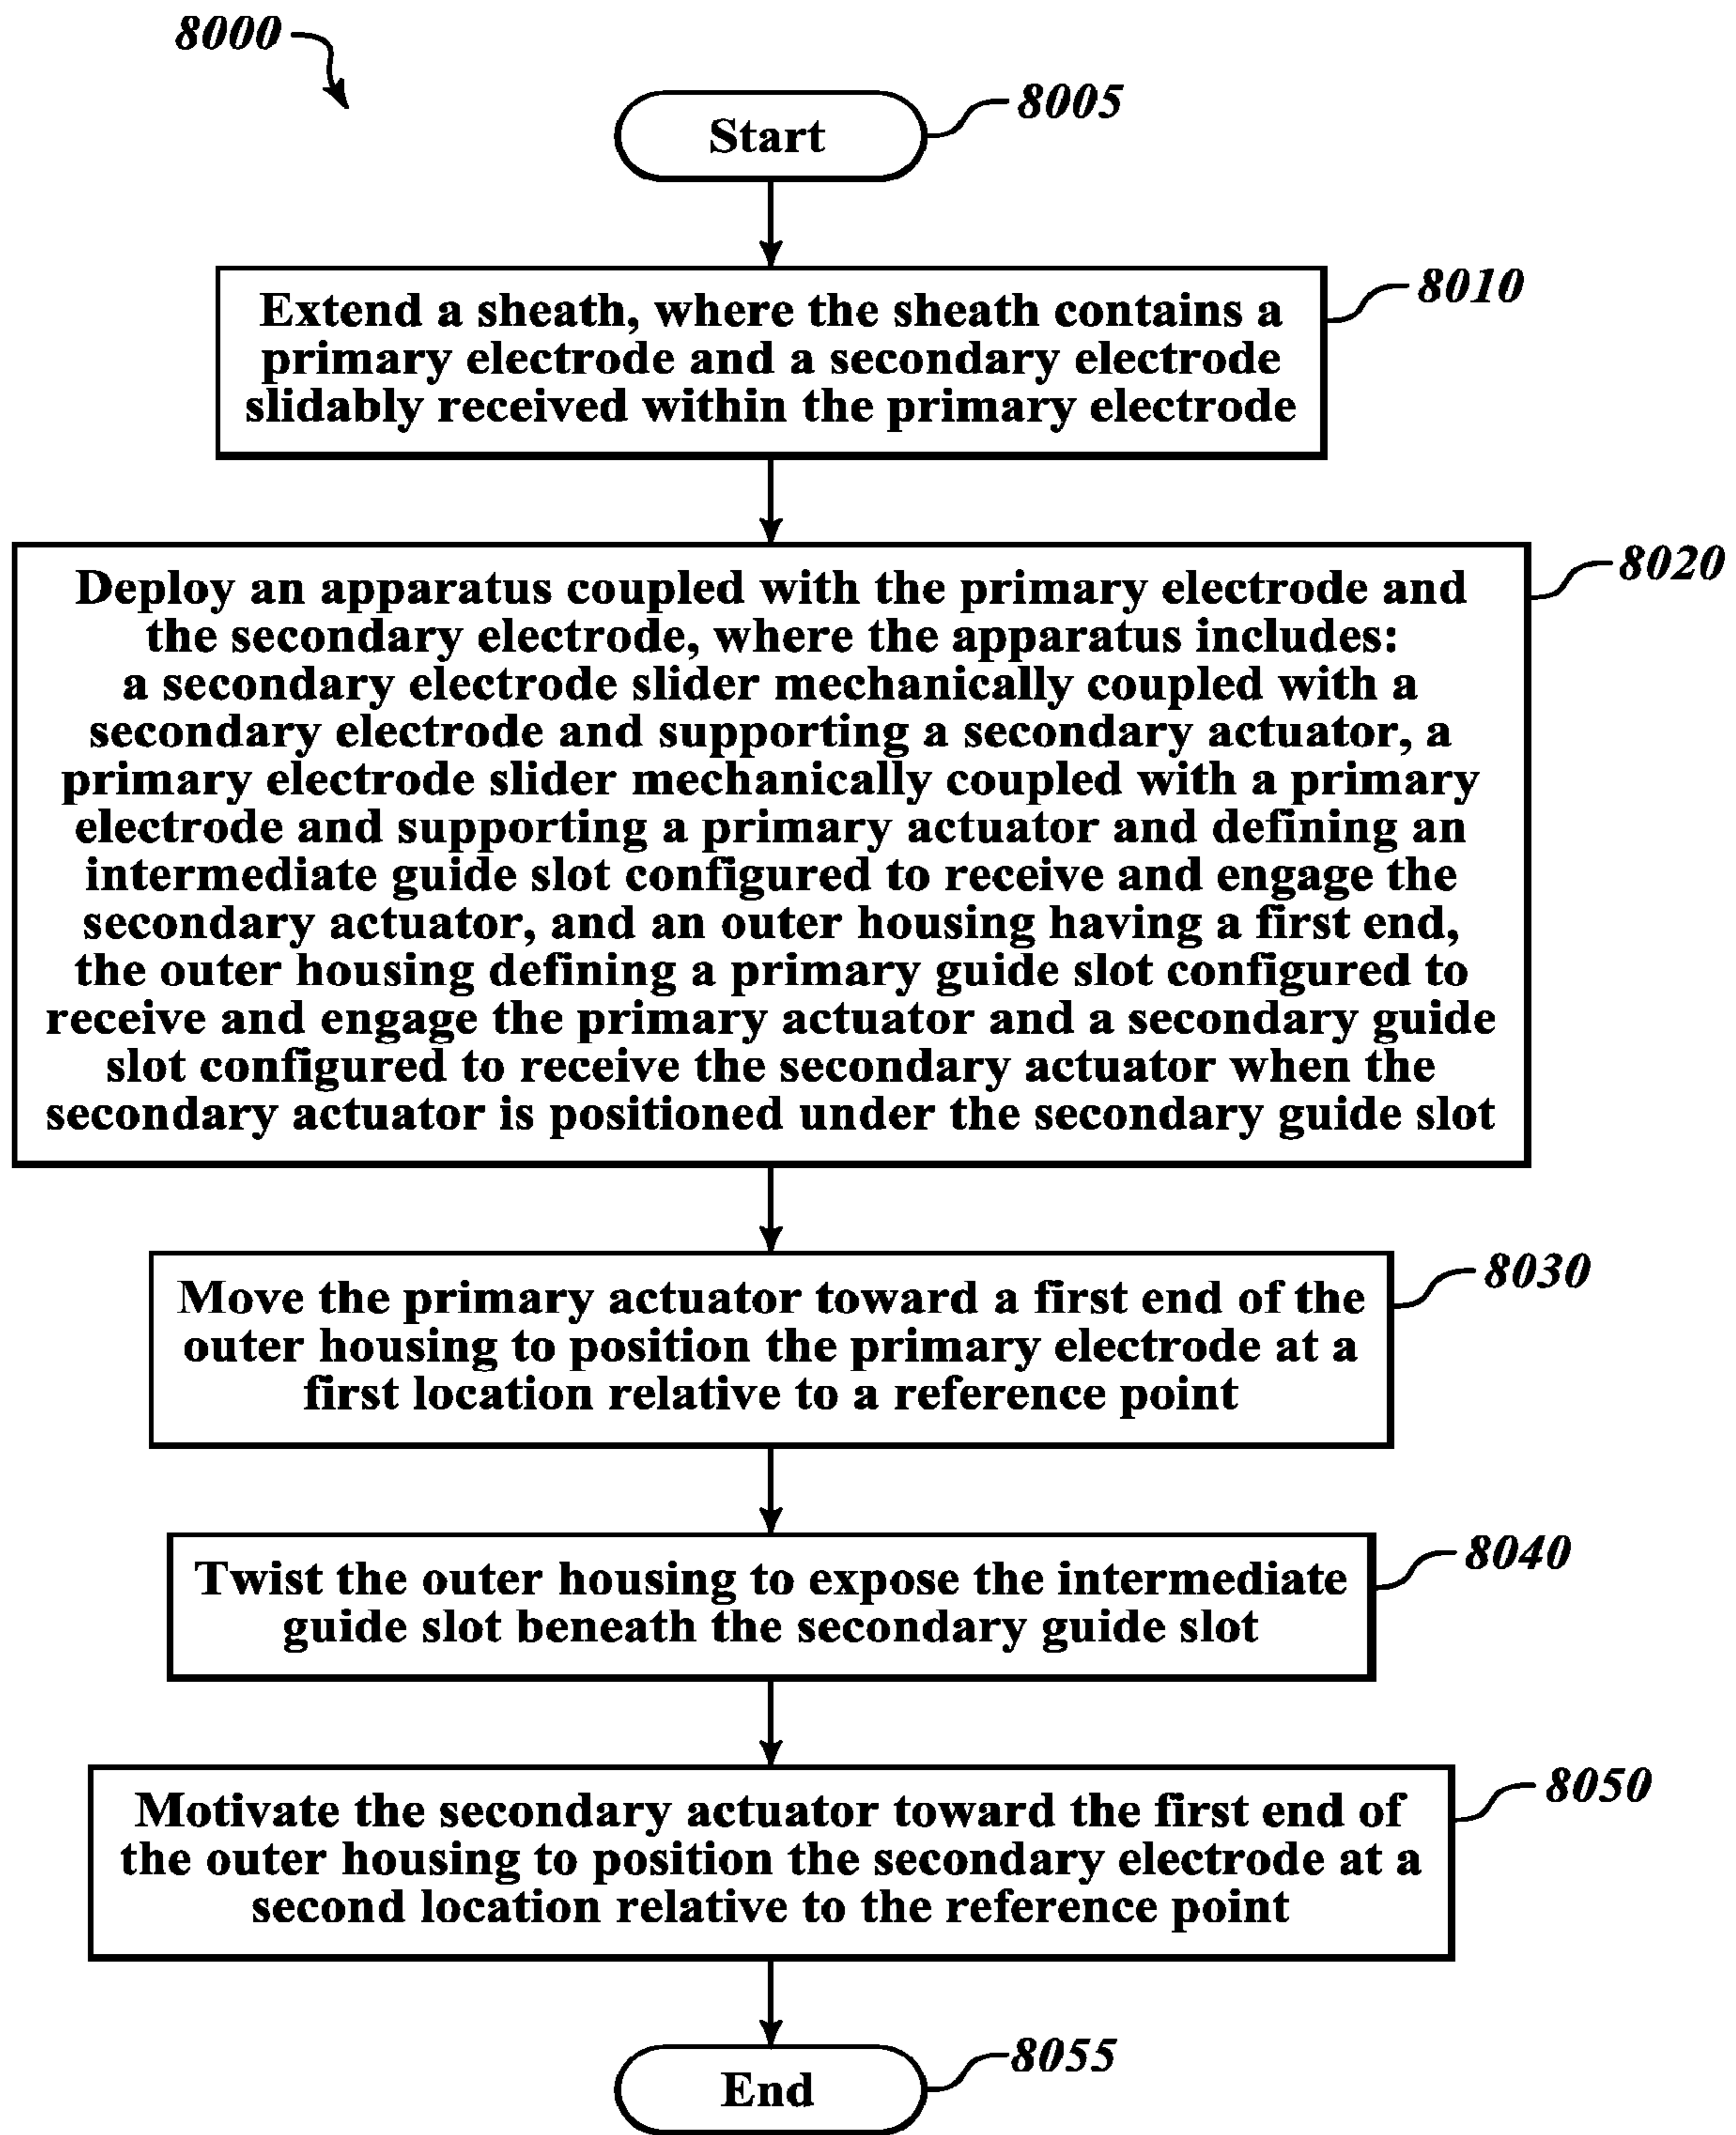 8000
Start
8005
Extend a sheath, where the sheath contains a
primary electrode and a secondary electrode
slidably received within the primary electrode
8010
Deploy an apparatus coupled with the primary electrode and
the secondary electrode, where the apparatus includes:
a secondary electrode slider mechanically coupled with a
secondary electrode and supporting a secondary actuator, a
primary electrode slider mechanically coupled with a primary
electrode and supporting a primary actuator and defining an
intermediate guide slot configured to receive and engage the
secondary actuator, and an outer housing having a first end,
the outer housing defining a primary guide slot configured to
receive and engage the primary actuator and a secondary guide
slot configured to receive the secondary actuator when the
secondary actuator is positioned under the secondary guide slot
8020
Move the primary actuator toward a first end of the
outer housing to position the primary electrode at a
first location relative to a reference point
8030
Twist the outer housing to expose the intermediate
guide slot beneath the secondary guide slot
8040
Motivate the secondary actuator toward the first end of
the outer housing to position the secondary electrode at a
second location relative to the reference point
8050
End
8055